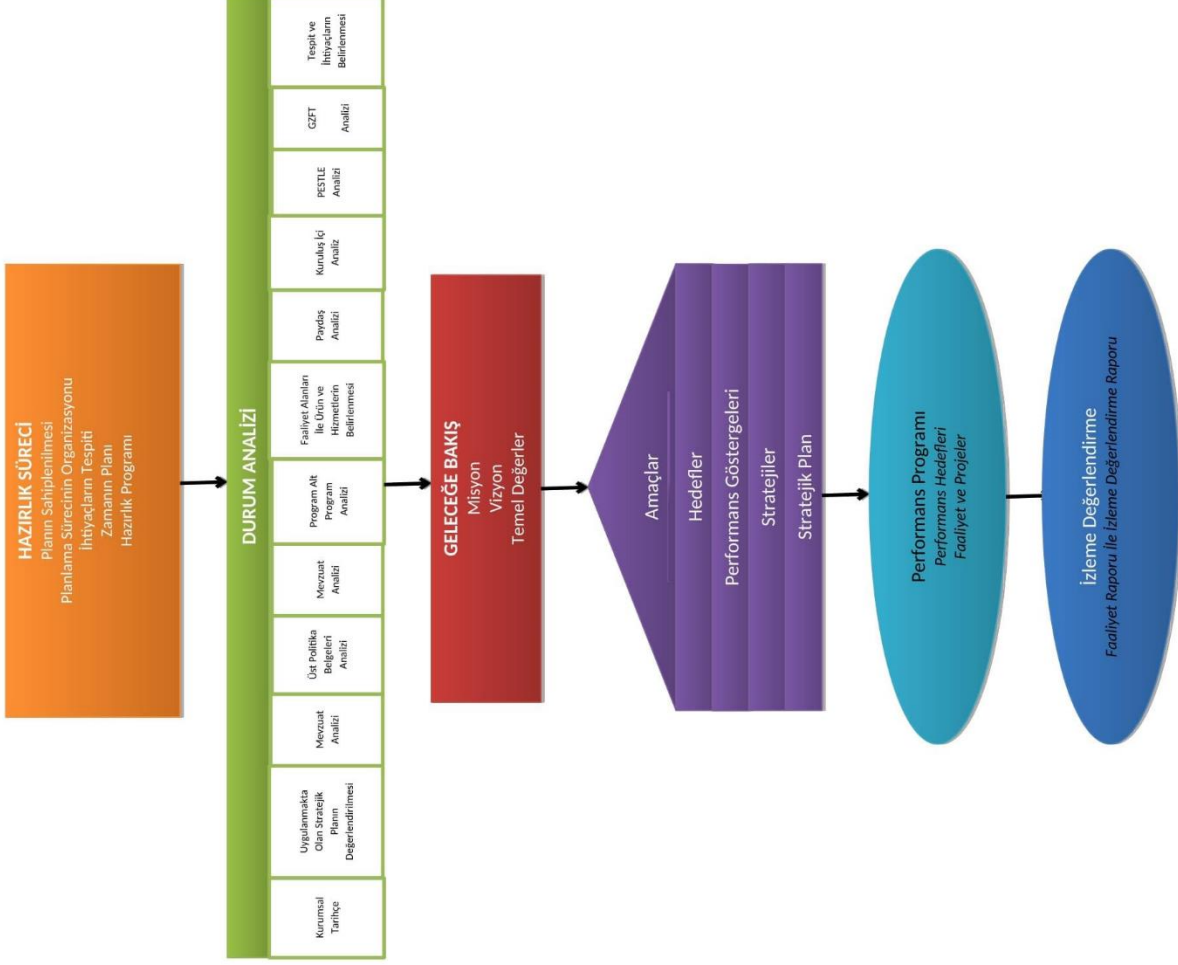 HAZIRLIK SÜRECİ
Planın Sahiplenilmesi
Planlama Sürecinin Organizasyonu
İhtiyaçların Tespiti
Zamanın Planı
Hazırlık Programı
DURUM ANALİZİ
Kurumsal
Tarihçe
Uygulanmakta
Olan Stratejik
Planın
Değerlendirilmesi
Mevzuat
Analizi
Üst Politika
Belgeleri
Analizi
Mevzuat
Analizi
Program Alt
Program
Analizi
Faaliyet Alanları
İle Ürün ve
Hizmetlerin
Belirlenmesi
Paydaş
Analizi
Kuruluş İçi
Analiz
PESTLE
Analizi
GZFT
Analizi
Tespit ve
İhtiyaçların
Belirlenmesi
GELECEĞE BAKIŞ
Misyon
Vizyon
Temel Değerler
Amaçlar
Hedefler
Performans Göstergeleri
Stratejiler
Stratejik Plan
Performans Programı
Performans Hedefleri
Faaliyet ve Projeler
İzleme Değerlendirme
Faaliyet Raporu İle İzleme Değerlendirme Raporu